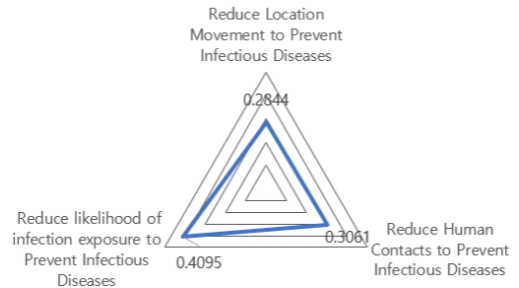 Reduce Location
Movement to Prevent
Infectious Diseases
0.2844
Reduce likelihood of
infection exposure to
Prevent Infectious
Diseases
0.4095
0.3061
Reduce Human
Contacts to Prevent
Infectious Diseases